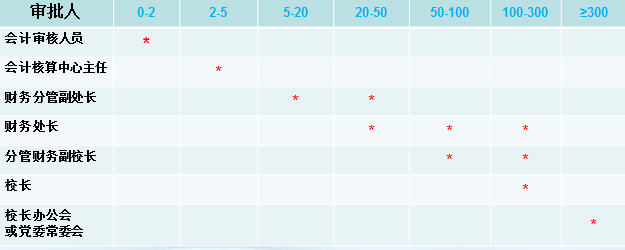 审批人 0-2 2-5 5-20 20-50 50-100 100-300 ≥300
会计审核人员 *
会计核算中心主任 *
财务分管副处长 * *
财务处长 * * *
分管财务副校长 * *
校长 *
校长办公会
或党委常委会 *